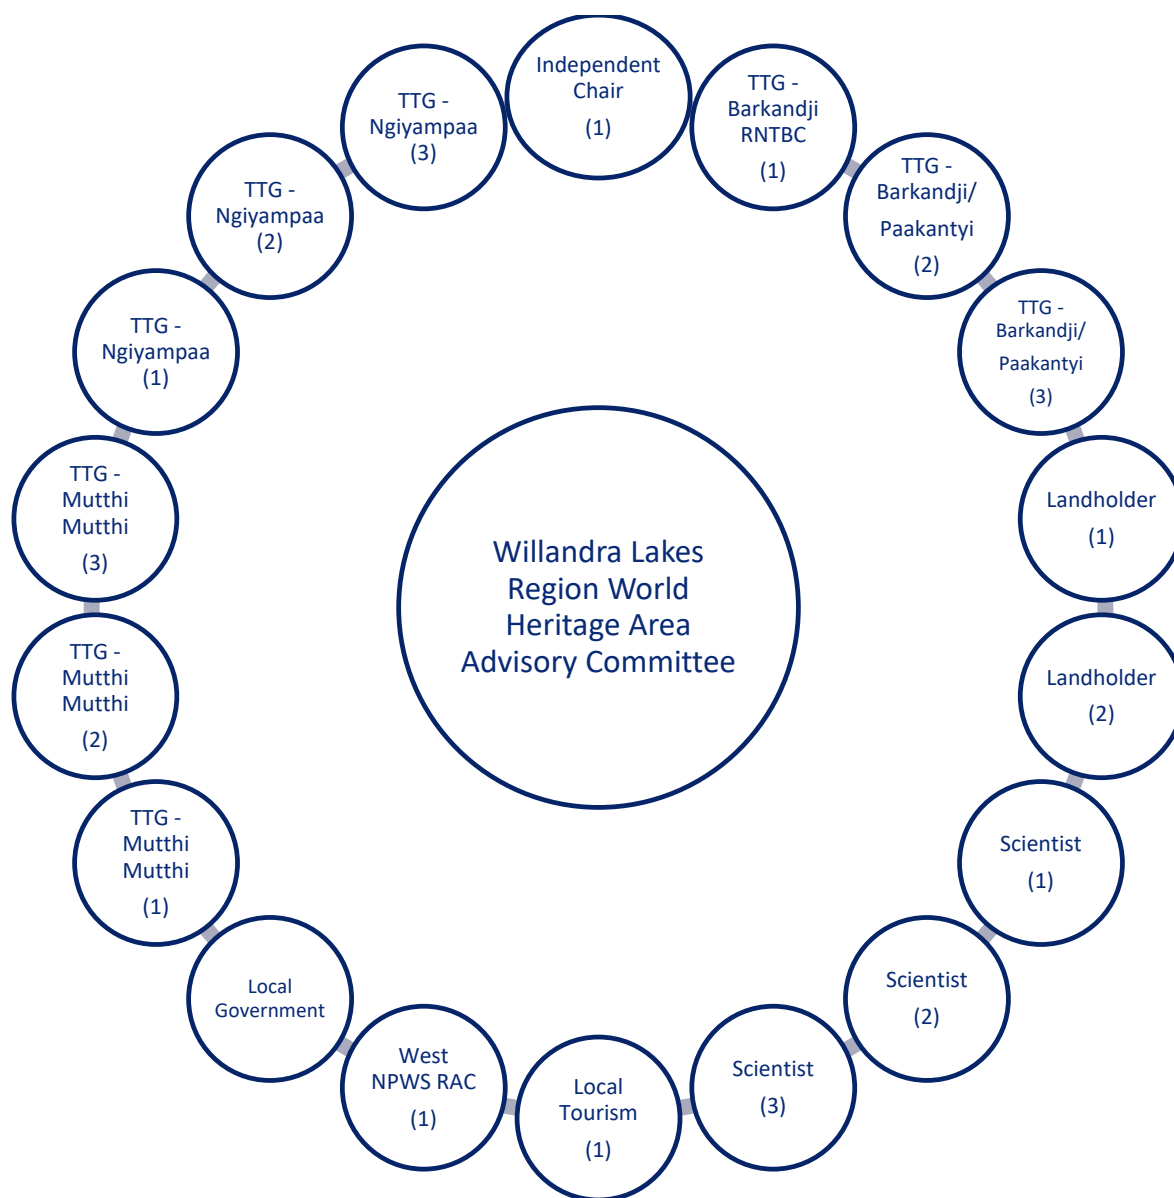 Independent
Chair
(1)
TTG -
Barkandji
RNTBC
(1)
TTG -
Barkandji/
Paakantyi
(2)
TTG -
Barkandji/
Paakantyi
(3)
Landholder
(1)
Landholder
(2)
Scientist
(1)
Scientist
(2)
Scientist
(3)
Local
Tourism
(1)
West
NPWS RAC
(1)
Local
Government
TTG -
Mutthi
Mutthi
(1)
TTG -
Mutthi
Mutthi
(2)
TTG -
Mutthi
Mutthi
(3)
TTG -
Ngiyampaa
(1)
TTG -
Ngiyampaa
(2)
TTG -
Ngiyampaa
(3)
Willandra Lakes
Region World
Heritage Area
Advisory Committee